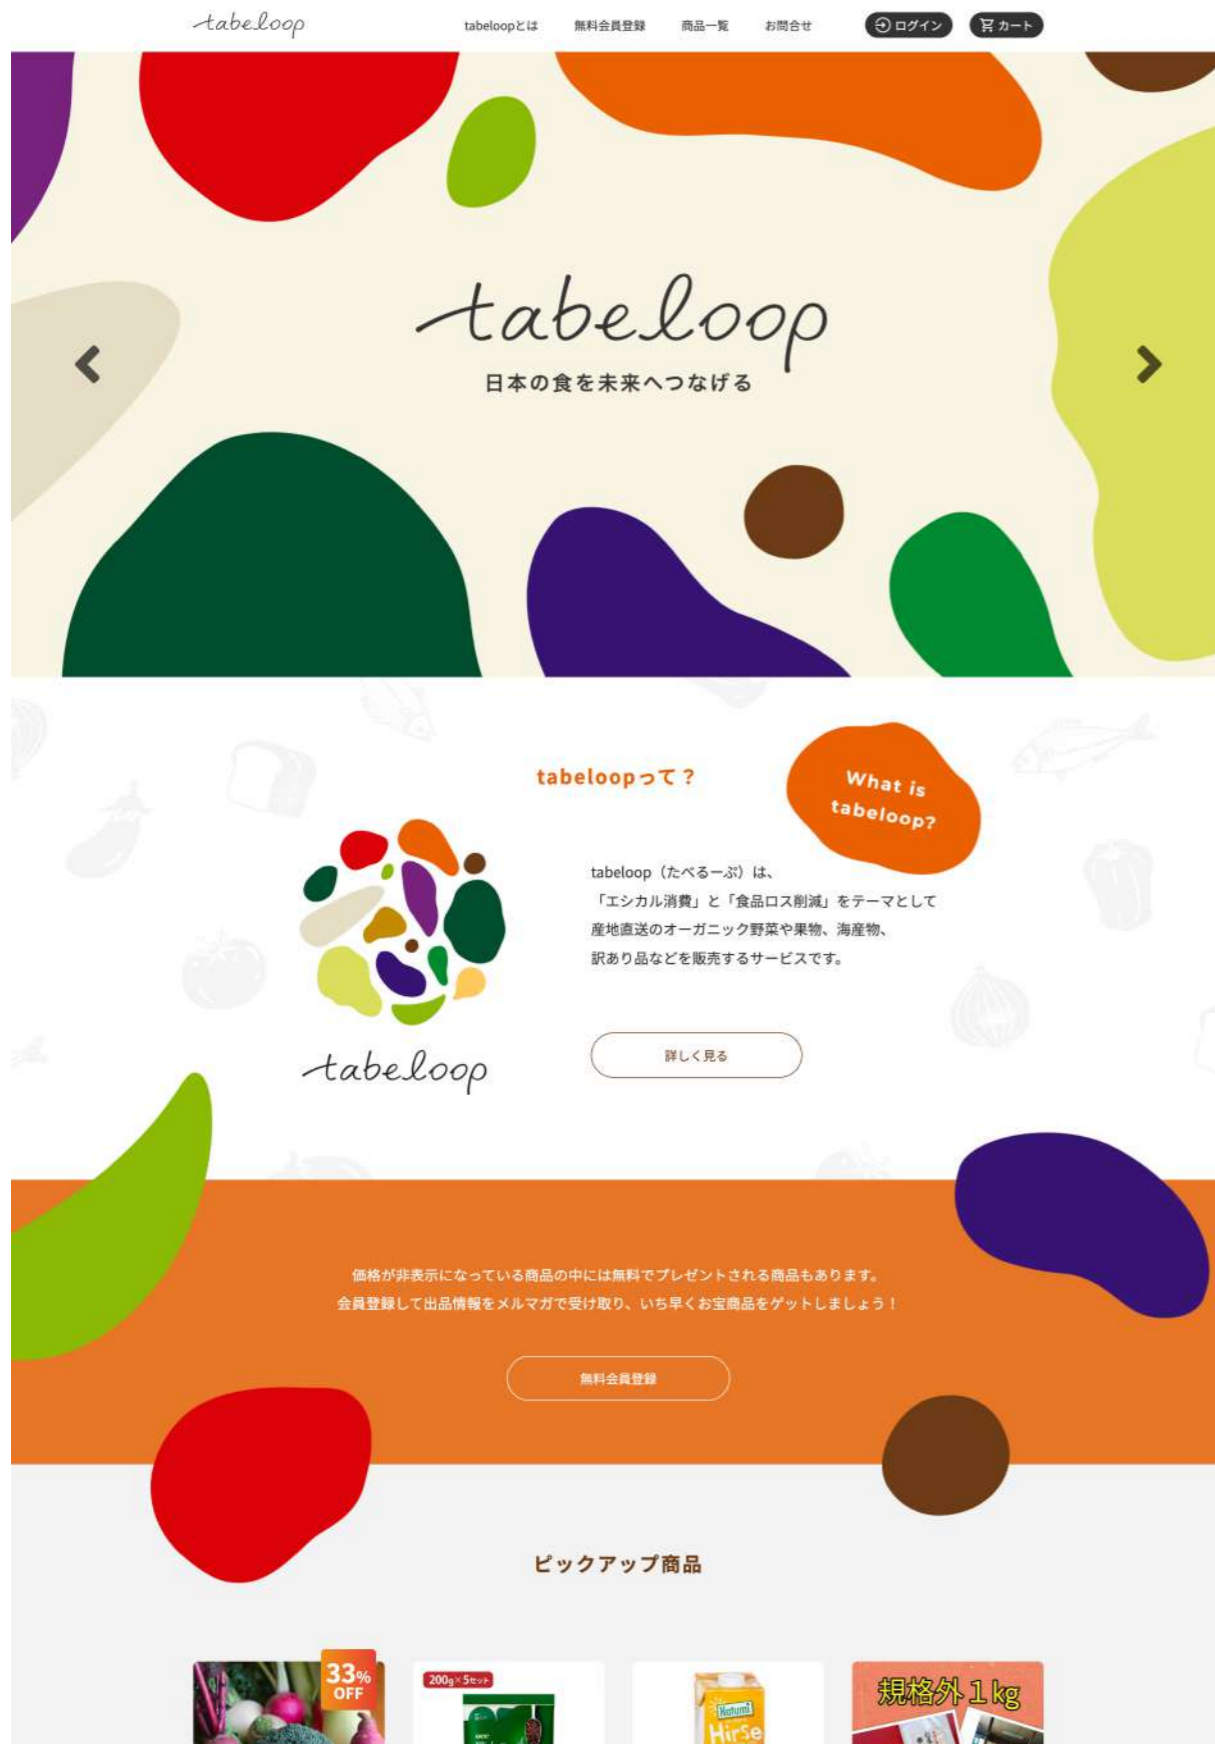 tabeloop
tabeloopとは 無料会員登録 商品一覧 お問合せ ログイン カート
tabeloop
日本の食を未来へつなげる
tabeloopって？
What is
tabeloop?
tabeloop（たべるーぷ）は、
「エシカル消費」と「食品ロス削減」をテーマとして
産地直送のオーガニック野菜や果物、海産物、
訳あり品などを販売するサービスです。
詳しく見る
tabeloop
価格が非表示になっている商品の中には無料でプレゼントされる商品もあります。
会員登録して出品情報をメルマガで受け取り、いち早くお宝商品をゲットしましょう！
無料会員登録
ピックアップ商品
33%
OFF
200g×5セット
Natumi
Hirse
規格外１kg